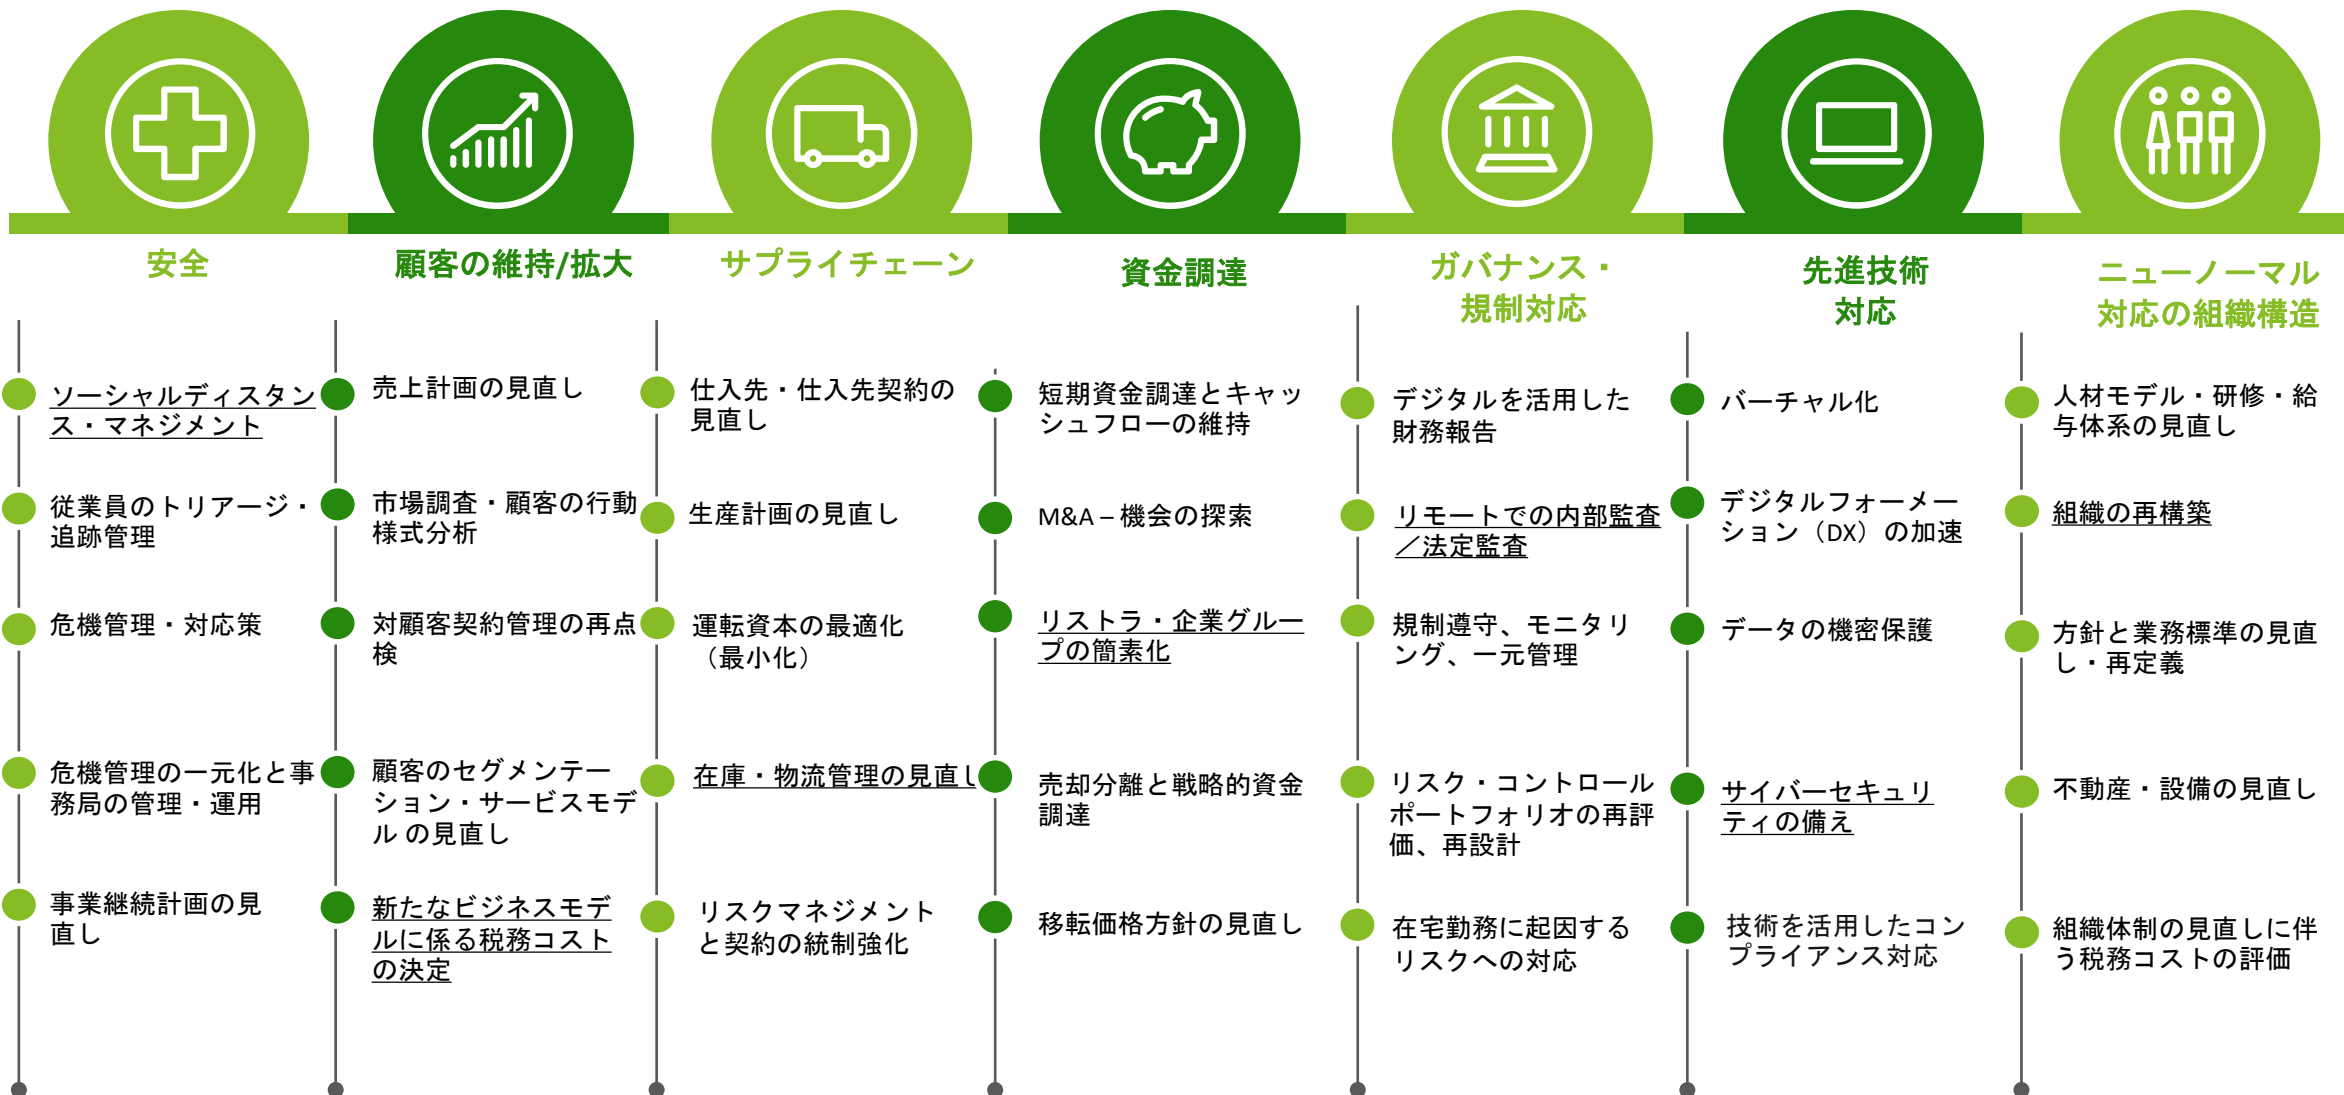 安全
ソーシャルディスタン
ス・マネジメント
従業員のトリアージ・
追跡管理
危機管理・対応策
危機管理の一元化と事
務局の管理・運用
事業継続計画の見
直し
顧客の維持/拡大
売上計画の見直し
市場調査・顧客の行動
様式分析
対顧客契約管理の再点
検
顧客のセグメンテー
ション・サービスモデ
ル の見直し
新たなビジネスモデ
ルに係る税務コスト
の決定
サプライチェーン
仕入先・仕入先契約の
見直し
生産計画の見直し
運転資本の最適化
（最小化）
在庫・物流管理の見直し
リスクマネジメント
と契約の統制強化
資金調達
短期資金調達とキャッ
シュフローの維持
M&A – 機会の探索
リストラ・企業グルー
プの簡素化
売却分離と戦略的資金
調達
移転価格方針の見直し
ガバナンス・
規制対応
デジタルを活用した
財務報告
リモートでの内部監査
／法定監査
規制遵守、モニタリ
ング、一元管理
リスク・コントロール
ポートフォリオの再評
価、再設計
在宅勤務に起因する
リスクへの対応
先進技術
対応
バーチャル化
デジタルフォーメー
ション（DX）の加速
データの機密保護
サイバーセキュリ
ティの備え
技術を活用したコン
プライアンス対応
ニューノーマル
対応の組織構造
人材モデル・研修・給
与体系の見直し
組織の再構築
方針と業務標準の見直
し・再定義
不動産・設備の見直し
組織体制の見直しに伴
う税務コストの評価